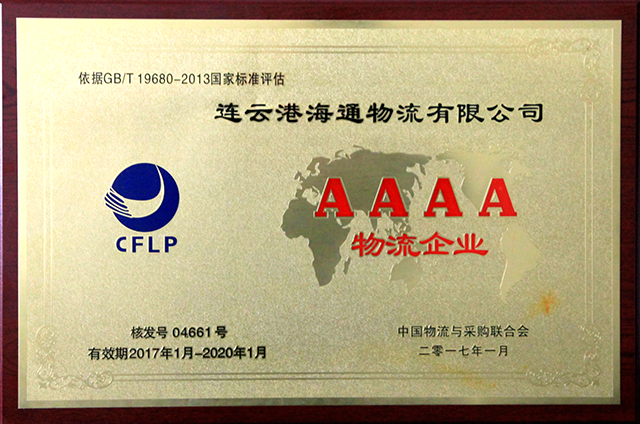 依据GB/T 19680-2013国家标准评估
连云港海通物流有限公司
CFLP
AAAA
物流企业
核发号 04661号
有效期2017年1月-2020年1月
中国物流与采购联合会
二零一七年一月